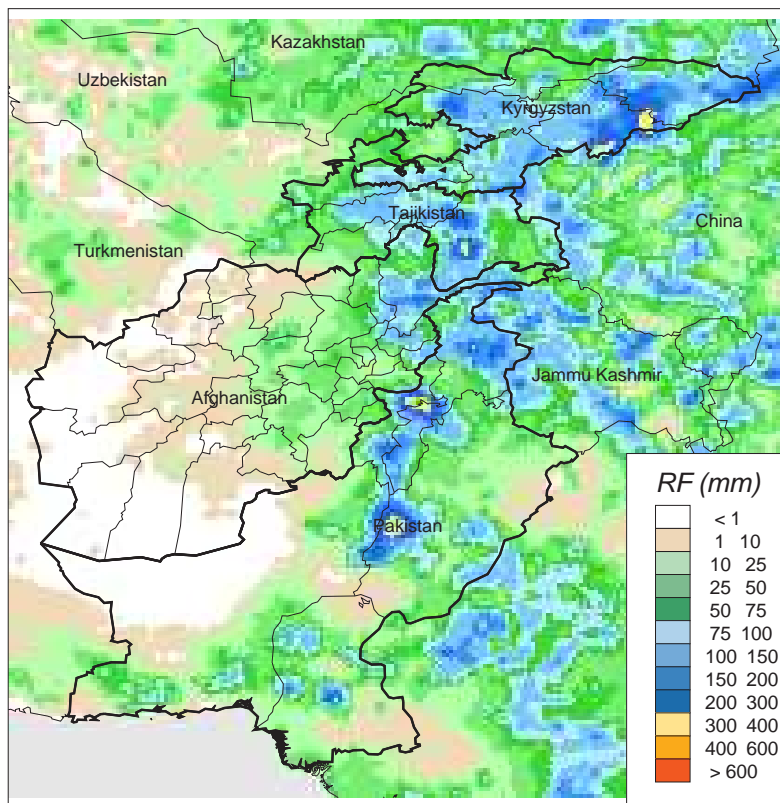 Kazakhstan
Uzbekistan
Kyrgyzstan
Tajikistan
China
Turkmenistan
Jammu Kashmir
Afghanistan
Pakistan
RF (mm)
< 1
1 10
10 25
25 50
50 75
75 100
100 150
150 200
200 300
300 400
400 600
> 600